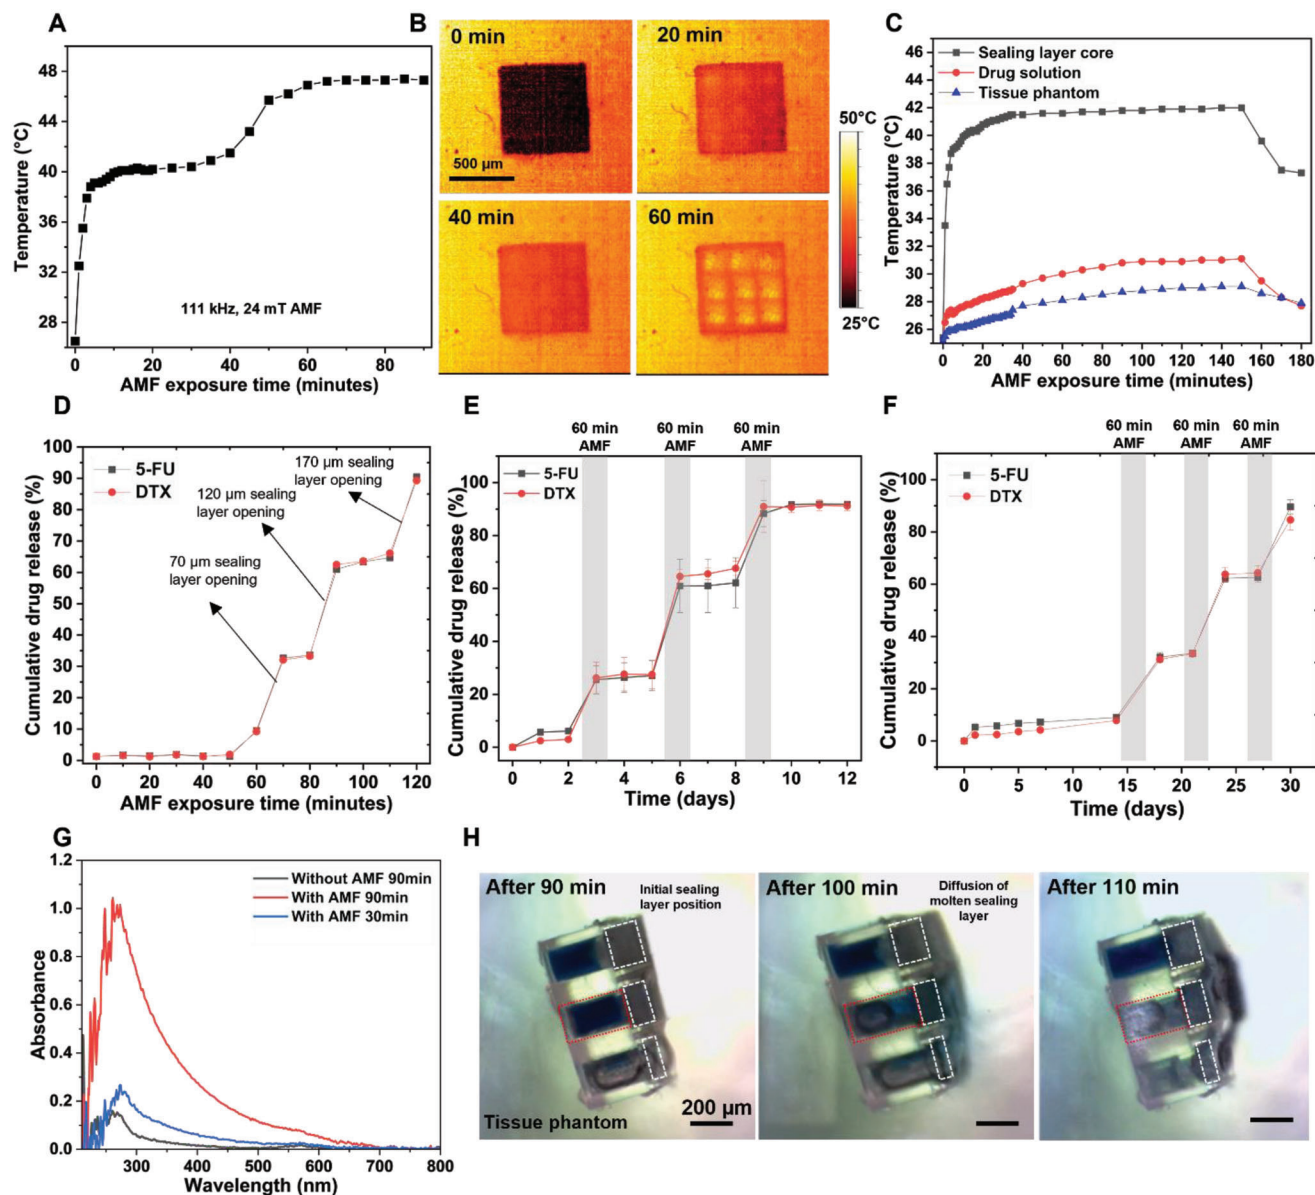 A
48
44
40
36
32
28
Temperature (°C)
111 kHz, 24 mT AMF
0
20
40
60
80
AMF exposure time (minutes)
B
0 min
500 µm
20 min
40 min
60 min
50°C
25°C
C
46
44
42
40
38
36
34
32
30
28
26
Temperature (°C)
Sealing layer core
Drug solution
Tissue phantom
0 20 40 60 80 100 120 140 160 180
AMF exposure time (minutes)
D
100
90
80
70
60
50
40
30
20
10
0
Cumulative drug release (%)
5-FU
DTX
170 µm sealing
layer opening
120 µm sealing
layer opening
70 µm sealing
layer opening
0 20 40 60 80 100 120
AMF exposure time (minutes)
E
60 min
AMF
60 min
AMF
60 min
AMF
100
80
60
40
20
0
Cumulative drug release (%)
5-FU
DTX
0 2 4 6 8 10 12
Time (days)
F
60 min
AMF
60 min
AMF
60 min
AMF
100
80
60
40
20
0
Cumulative drug release (%)
5-FU
DTX
0 5 10 15 20 25 30
Time (days)
G
1.2
1.0
0.8
0.6
0.4
0.2
0.0
Absorbance
Without AMF 90min
With AMF 90min
With AMF 30min
300 400 500 600 700 800
Wavelength (nm)
H
After 90 min
Initial sealing
layer position
Tissue phantom
200 µm
After 100 min
Diffusion of
molten sealing
layer
After 110 min